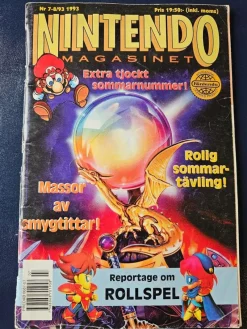 Nr 7-8/93 1993 Pris 19:50:- (inkl. moms)
NINTENDO
MAGASINET
Extra tjockt
sommarnummer!
Nintendo
Rolig
sommar-
tävling!
Massor
av
smygtittar!
Reportage om
ROLLSPEL